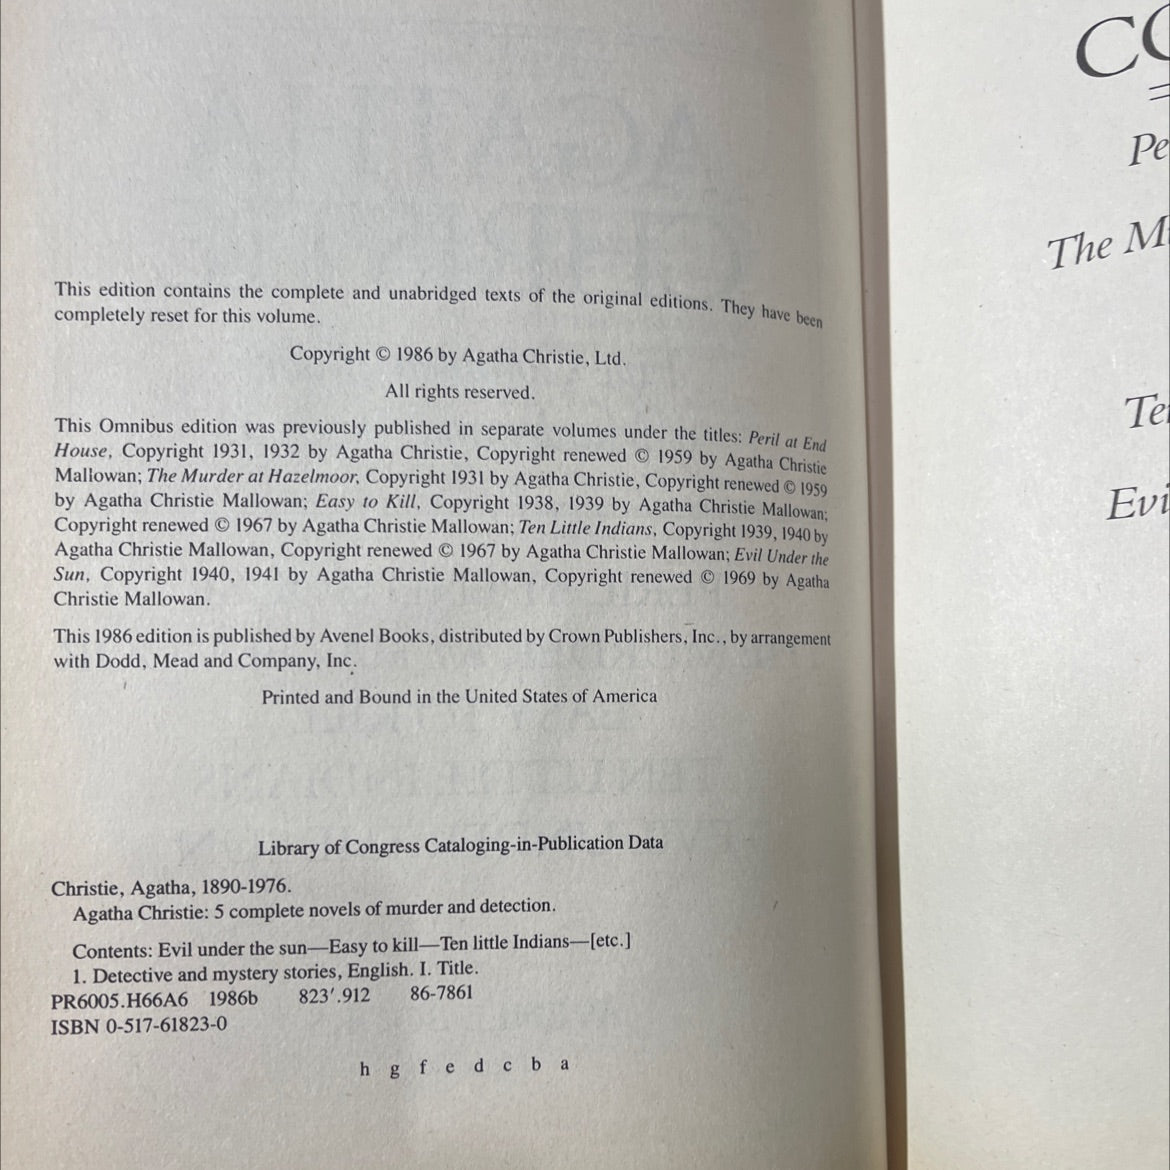 This edition contains the complete and unabridged texts of the original editions. They have been
completely reset for this volume.
Copyright © 1986 by Agatha Christie, Ltd.
All rights reserved.
This Omnibus edition was previously published in separate volumes under the titles: Peril at End
House, Copyright 1931, 1932 by Agatha Christie, Copyright renewed © 1959 by Agatha Christie
Mallowan; The Murder at Hazelmoor, Copyright 1931 by Agatha Christie, Copyright renewed © 1959
by Agatha Christie Mallowan; Easy to Kill, Copyright 1938, 1939 by Agatha Christie Mallowan;
Copyright renewed © 1967 by Agatha Christie Mallowan; Ten Little Indians, Copyright 1939, 1940 by
Agatha Christie Mallowan, Copyright renewed © 1967 by Agatha Christie Mallowan; Evil Under the
Sun, Copyright 1940, 1941 by Agatha Christie Mallowan, Copyright renewed © 1969 by Agatha
Christie Mallowan.
This 1986 edition is published by Avenel Books, distributed by Crown Publishers, Inc., by arrangement
with Dodd, Mead and Company, Inc.
Printed and Bound in the United States of America
Library of Congress Cataloging-in-Publication Data
Christie, Agatha, 1890-1976.
Agatha Christie: 5 complete novels of murder and detection.
Contents: Evil under the sun—Easy to kill—Ten little Indians—[etc.]
1. Detective and mystery stories, English. I. Title.
PR6005.H66A6 1986b 823′.912 86-7861
ISBN 0-517-61823-0
h g f e d c b a
CO
Pe
The M
Te
Evi